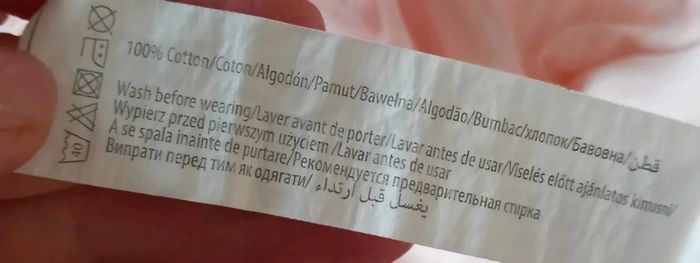 100% Cotton/Coton/Algodón/Pamut/Bawełna/Algodão/Bumbac/хлопок/Бавовна/قطن
Wash before wearing/Laver avant de porter/Lavar antes de usar/Viselés előtt ajánlatos kimosni/
Wypierz przed pierwszym użyciem/Lavar antes de usar
A se spala inainte de purtare/Рекомендуется предварительная стирка
Випрати перед тим як одягати/يغسل قبل ارتداء
40